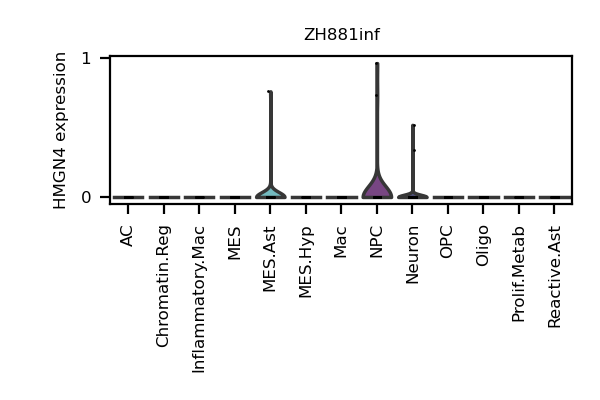 ZH881inf
HMGN4 expression
1
0
AC
Chromatin.Reg
Inflammatory.Mac
MES
MES.Ast
MES.Hyp
Mac
NPC
Neuron
OPC
Oligo
Prolif.Metab
Reactive.Ast